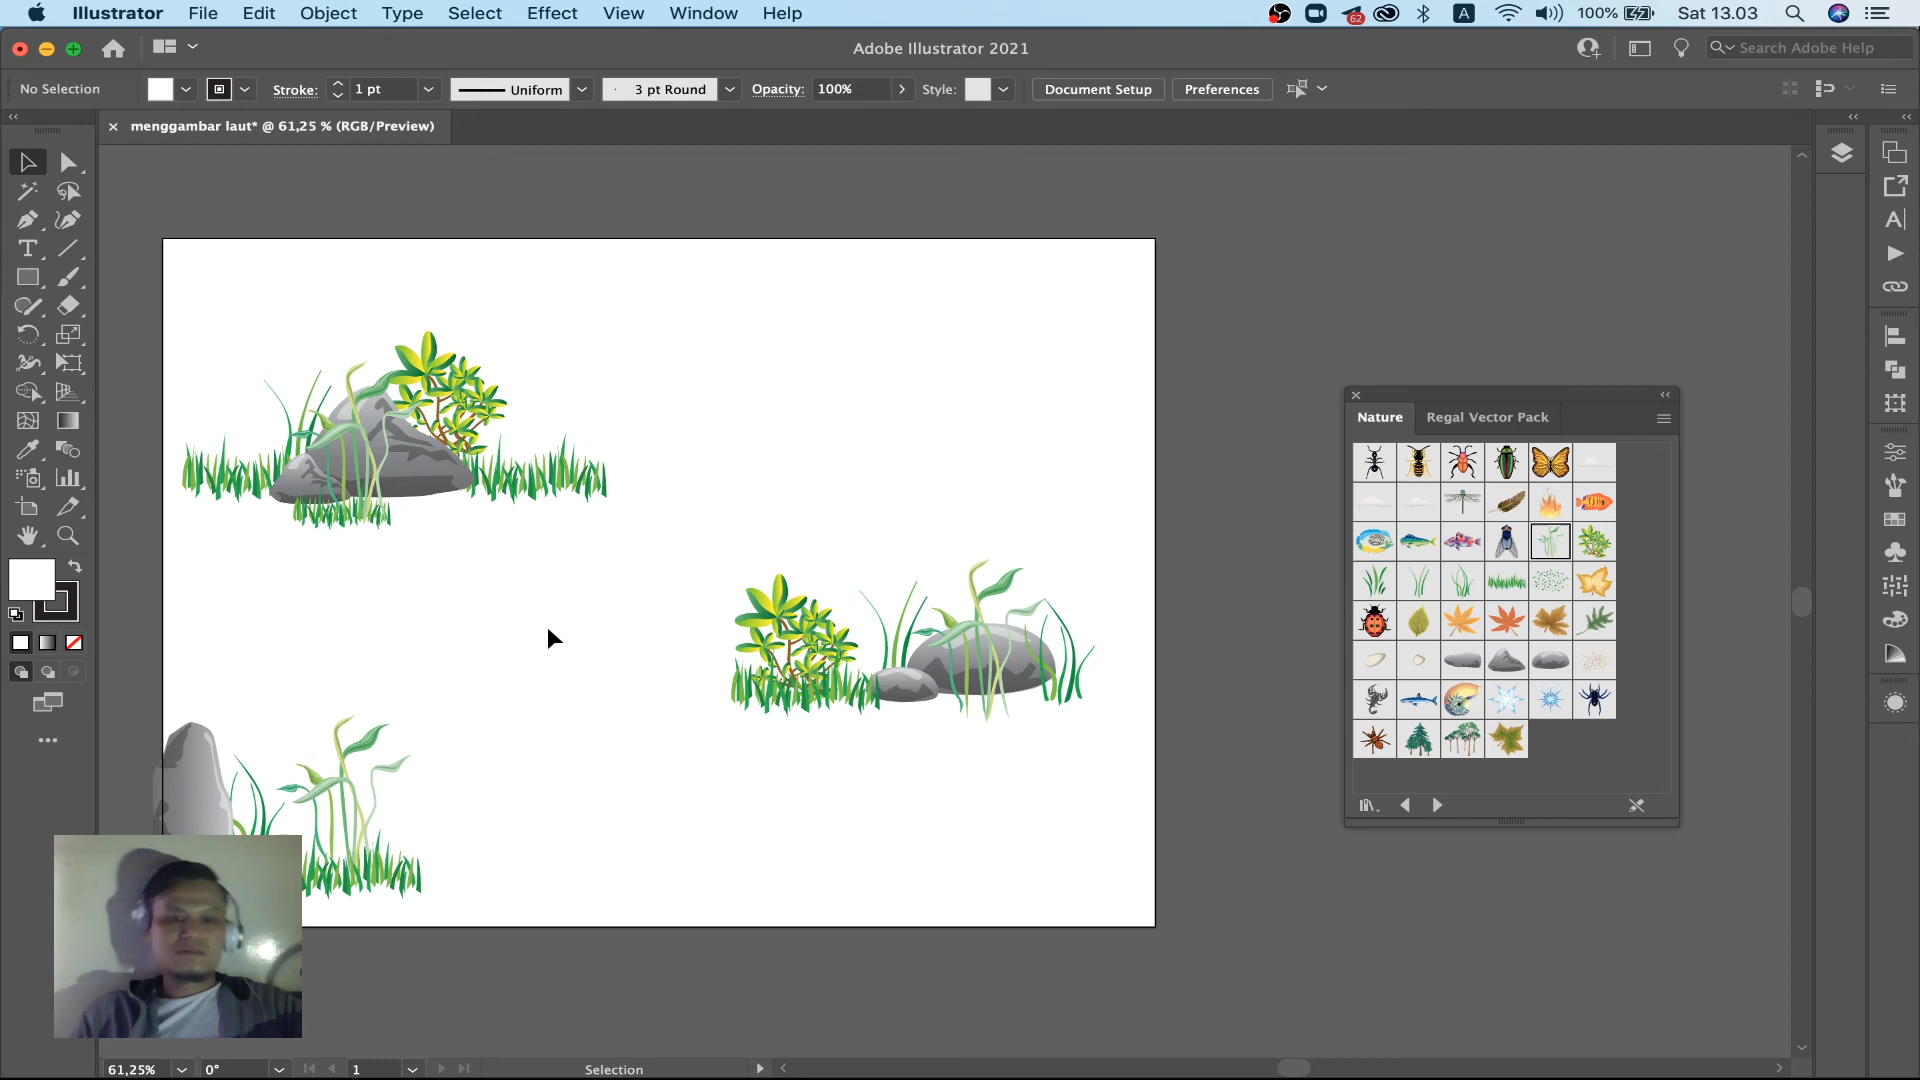 Illustrator File Edit Object Type Select Effect View Window Help 62 A 100% Sat 13.03
Adobe Illustrator 2021 Search Adobe Help
No Selection Stroke: 1 pt Uniform 3 pt Round Opacity: 100% Style: Document Setup Preferences
menggambar laut* @ 61,25 % (RGB/Preview)
Nature Regal Vector Pack
61,25% 0° 1 Selection